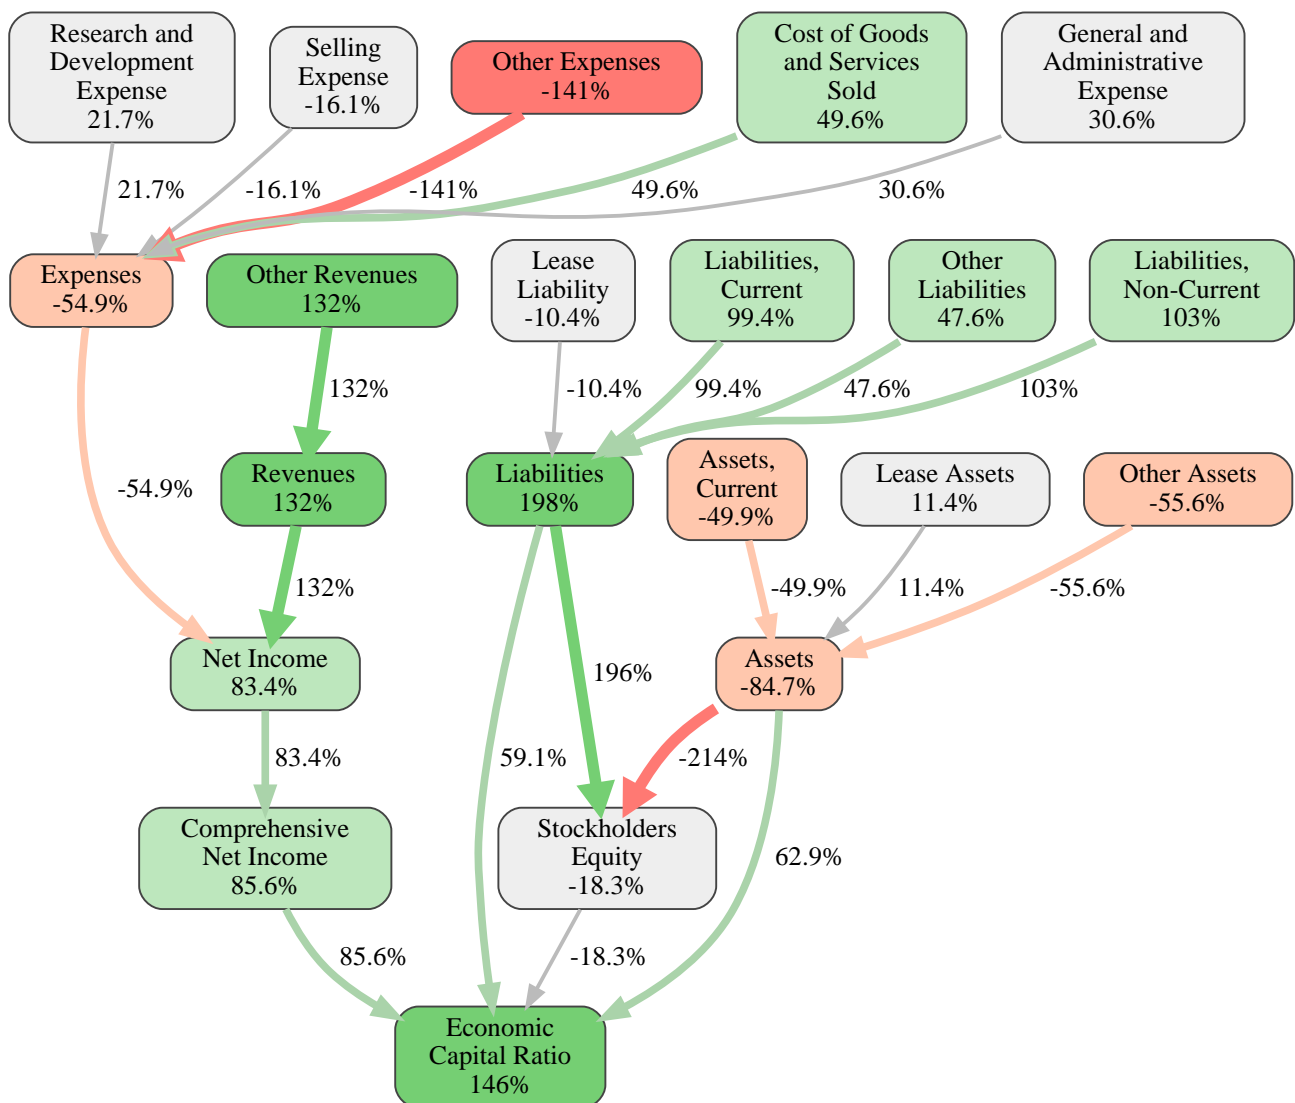 Research and
Development
Expense
21.7%
Selling
Expense
-16.1%
Other Expenses
-141%
Cost of Goods
and Services
Sold
49.6%
General and
Administrative
Expense
30.6%
21.7%
-16.1%
-141%
49.6%
30.6%
Expenses
-54.9%
Other Revenues
132%
Lease
Liability
-10.4%
Liabilities,
Current
99.4%
Other
Liabilities
47.6%
Liabilities,
Non-Current
103%
132%
-10.4%
99.4%
47.6%
103%
-54.9%
Revenues
132%
Liabilities
198%
Assets,
Current
-49.9%
Lease Assets
11.4%
Other Assets
-55.6%
132%
-49.9%
11.4%
-55.6%
Net Income
83.4%
196%
Assets
-84.7%
83.4%
59.1%
-214%
Comprehensive
Net Income
85.6%
Stockholders
Equity
-18.3%
62.9%
85.6%
-18.3%
Economic
Capital Ratio
146%